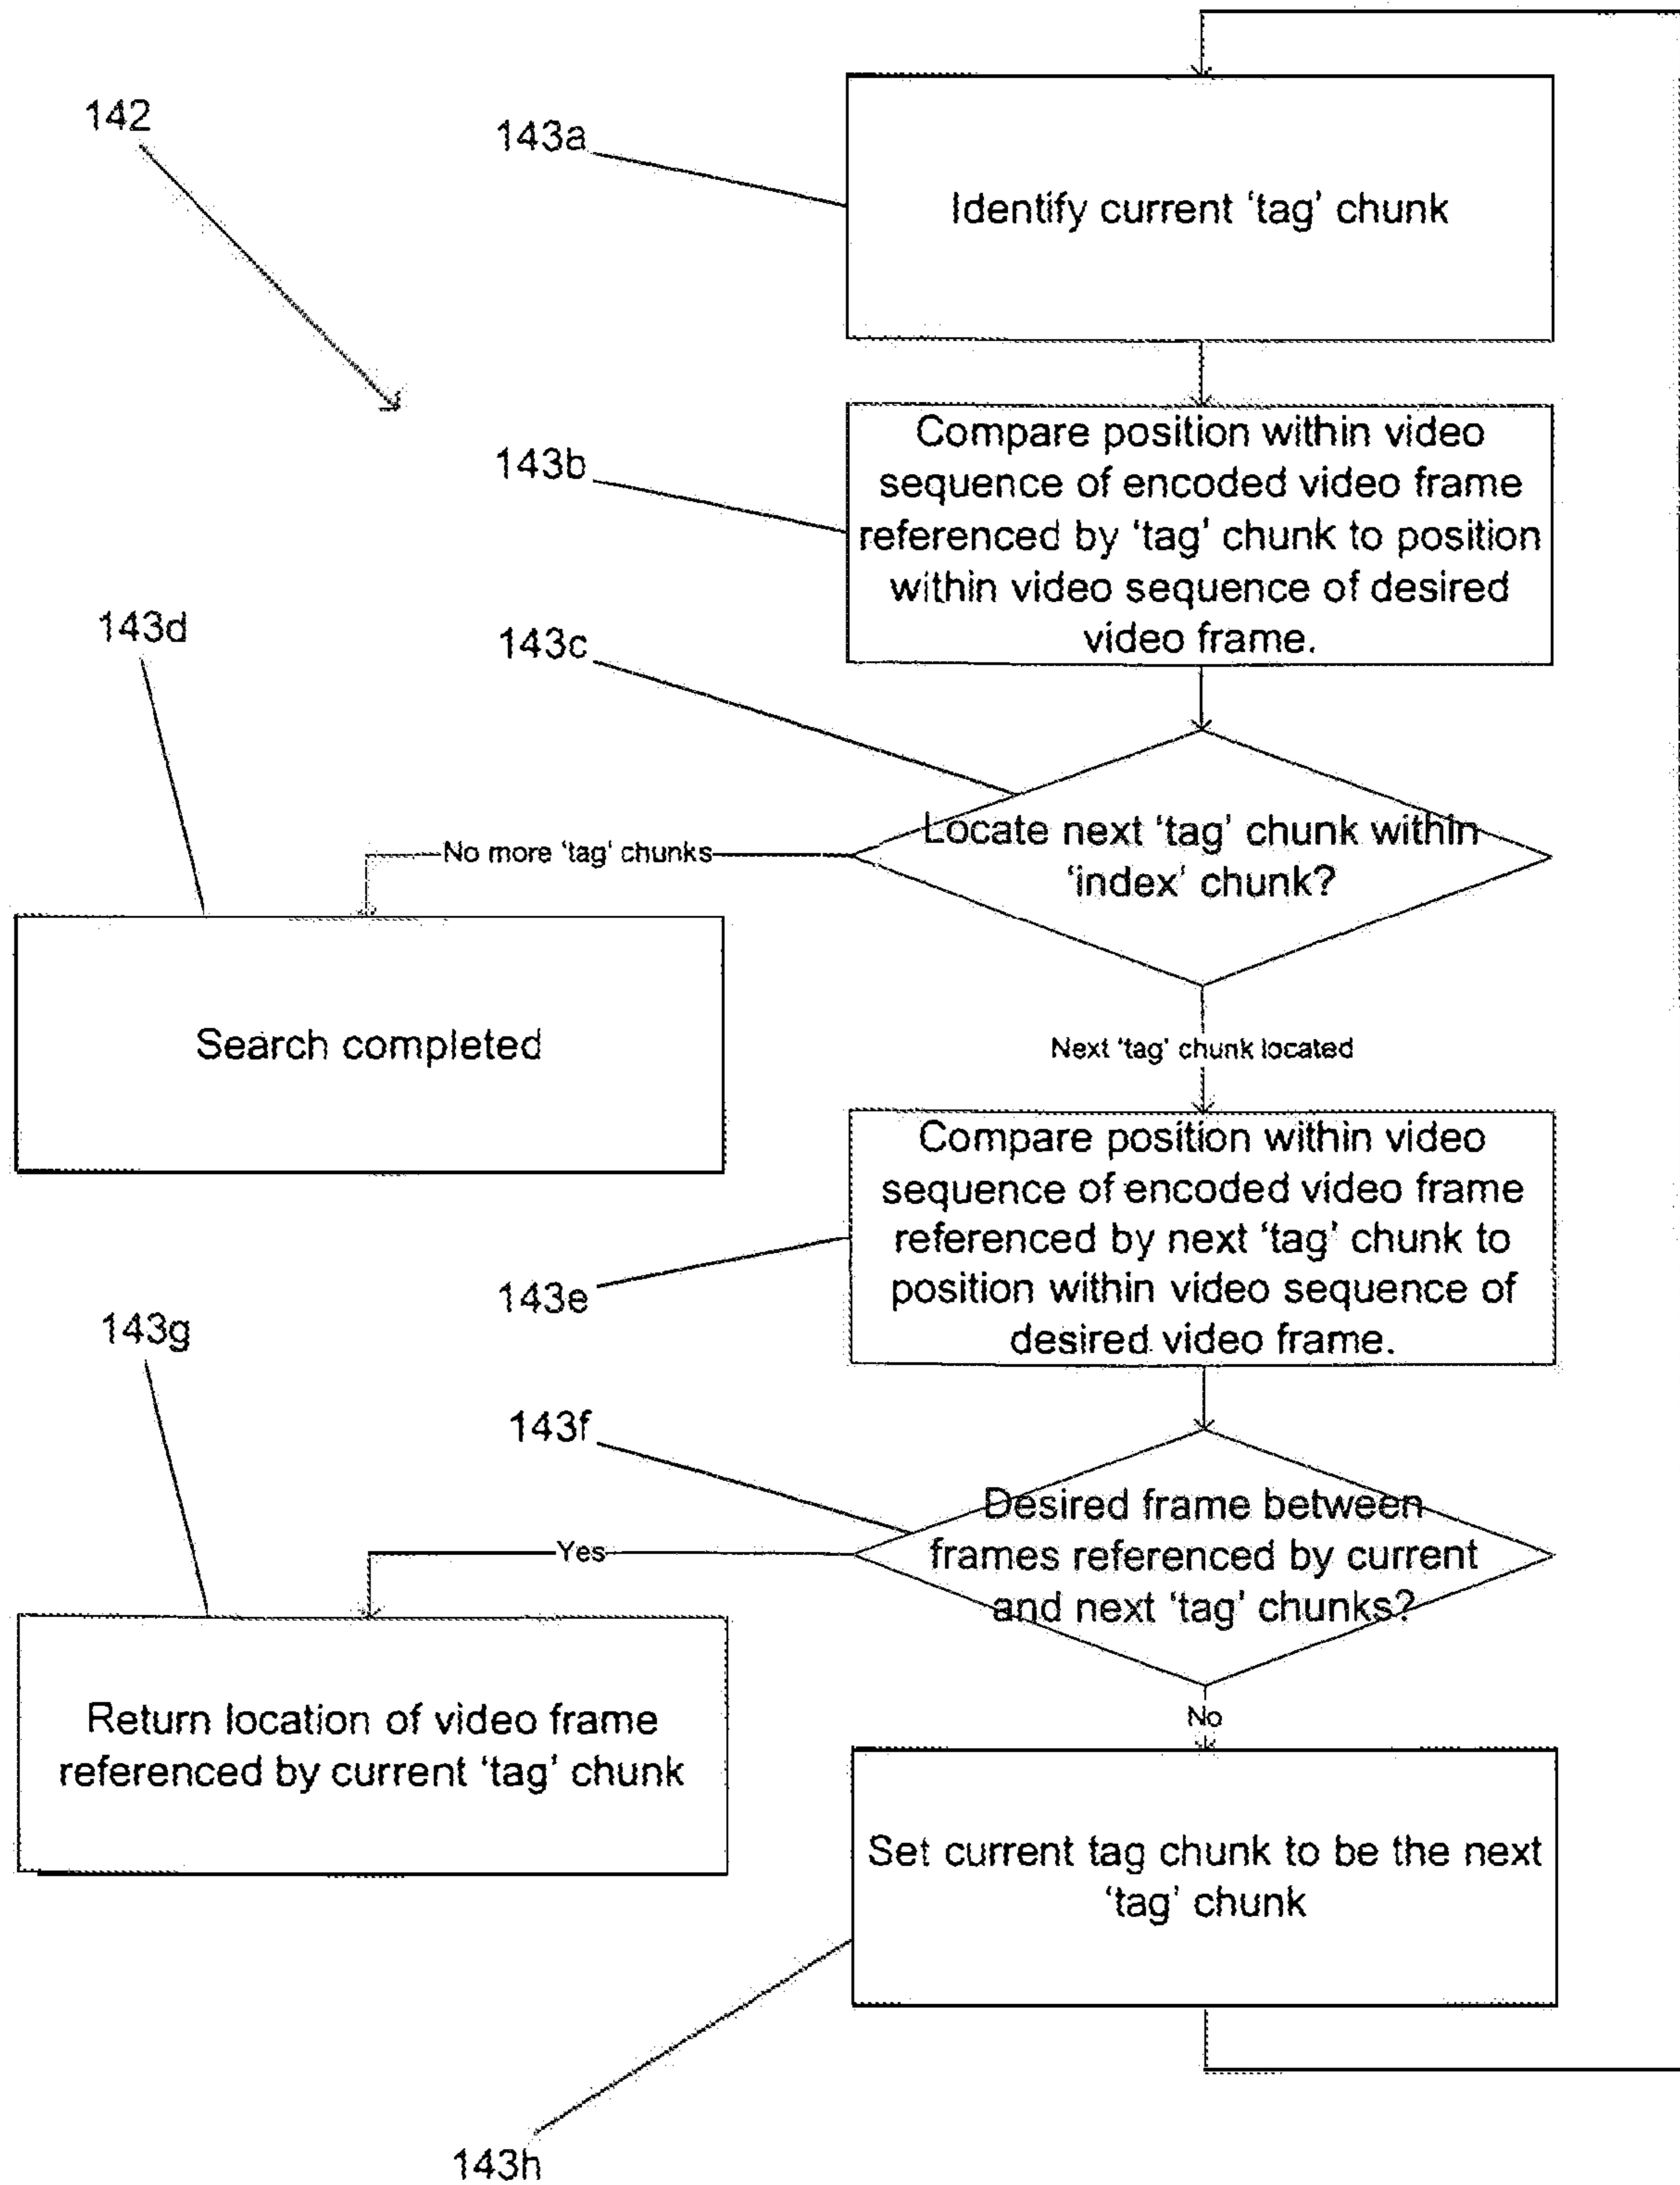 142
143a
Identify current ‘tag’ chunk
143b
Compare position within video
sequence of encoded video frame
referenced by ‘tag’ chunk to position
within video sequence of desired
video frame.
143d
143c
Locate next ‘tag’ chunk within
‘index’ chunk?
No more ‘tag’ chunks
Search completed
Next ‘tag’ chunk located
Compare position within video
sequence of encoded video frame
referenced by next ‘tag’ chunk to
position within video sequence of
desired video frame.
143e
143g
143f
Desired frame between
frames referenced by current
and next ‘tag’ chunks?
Yes
Return location of video frame
referenced by current ‘tag’ chunk
No
Set current tag chunk to be the next
‘tag’ chunk
143h